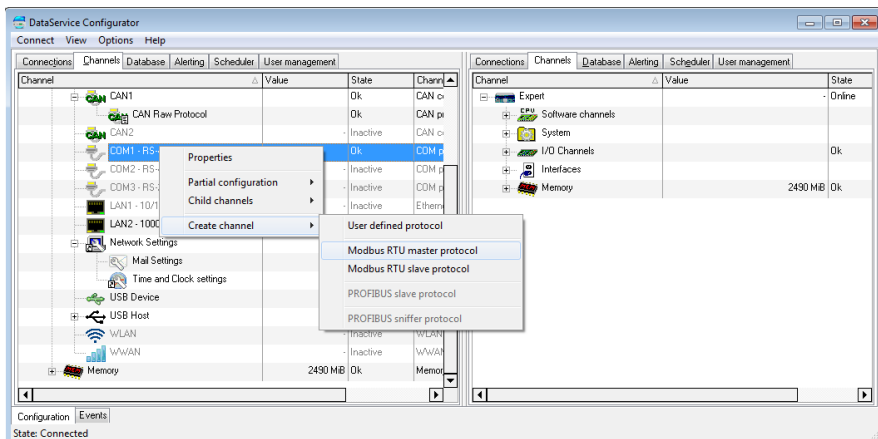 DataService Configurator
Connect View Options Help
Connections Channels Database Alerting Scheduler User management
Channel Value State Chann
CAN1 Ok CAN c
CAN Raw Protocol Ok CAN p
CAN2 - Inactive CAN c
COM1 - RS- Ok COM p
COM2 - RS- - Inactive COM p
COM3 - RS- - Inactive COM p
LAN1 - 10/1 - Inactive Ethern
LAN2 - 1000
Network Settings
Mail Settings
Time and Clock settings
USB Device
USB Host
WLAN - Inactive WLAN
WWAN - Inactive WWAN
Memory 2490 MiB Ok Memor
Properties
Partial configuration
Child channels
Create channel
User defined protocol
Modbus RTU master protocol
Modbus RTU slave protocol
PROFIBUS slave protocol
PROFIBUS sniffer protocol
Connections Channels Database Alerting Scheduler User management
Channel Value State
Expert - Online
Software channels
System
I/O Channels Ok
Interfaces
Memory 2490 MiB Ok
Configuration Events
State: Connected